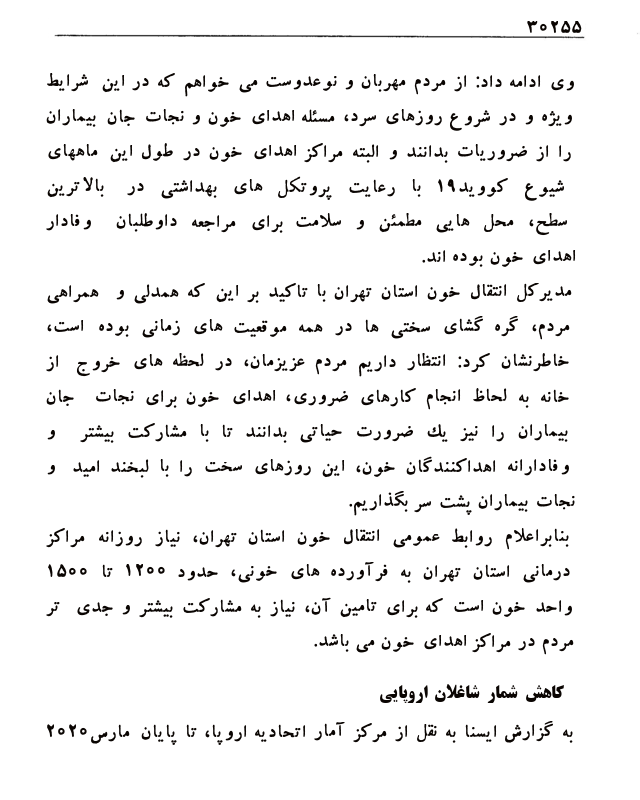 ۳۰۲۵۵
وی ادامه داد: از مردم مهربان و نوعدوست می خواهم که در این شرایط
ویژه و در شروع روزهای سرد، مسئله اهدای خون و نجات جان بیماران
را از ضروریات بدانند و البته مراکز اهدای خون در طول این ماههای
شیوع کووید۱۹ با رعایت پروتکل های بهداشتی در بالاترین
سطح، محل هایی مطمئن و سلامت برای مراجعه داوطلبان وفادار
اهدای خون بوده اند.
مدیرکل انتقال خون استان تهران با تاکید بر این که همدلی و همراهی
مردم، گره گشای سختی ها در همه موقعیت های زمانی بوده است،
خاطرنشان کرد: انتظار داریم مردم عزیزمان، در لحظه های خروج از
خانه به لحاظ انجام کارهای ضروری، اهدای خون برای نجات جان
بیماران را نیز یك ضرورت حیاتی بدانند تا با مشارکت بیشتر و
وفادارانه اهداکنندگان خون، این روزهای سخت را با لبخند امید و
نجات بیماران پشت سر بگذاریم.
بنابراعلام روابط عمومی انتقال خون استان تهران، نیاز روزانه مراکز
درمانی استان تهران به فرآورده های خونی، حدود ۱۲۰۰ تا ۱۵۰۰
واحد خون است که برای تامین آن، نیاز به مشارکت بیشتر و جدی تر
مردم در مراکز اهدای خون می باشد.
کاهش شمار شاغلان اروپایی
به گزارش ایسنا به نقل از مرکز آمار اتحادیه اروپا، تا پایان مارس۲۰۲۰